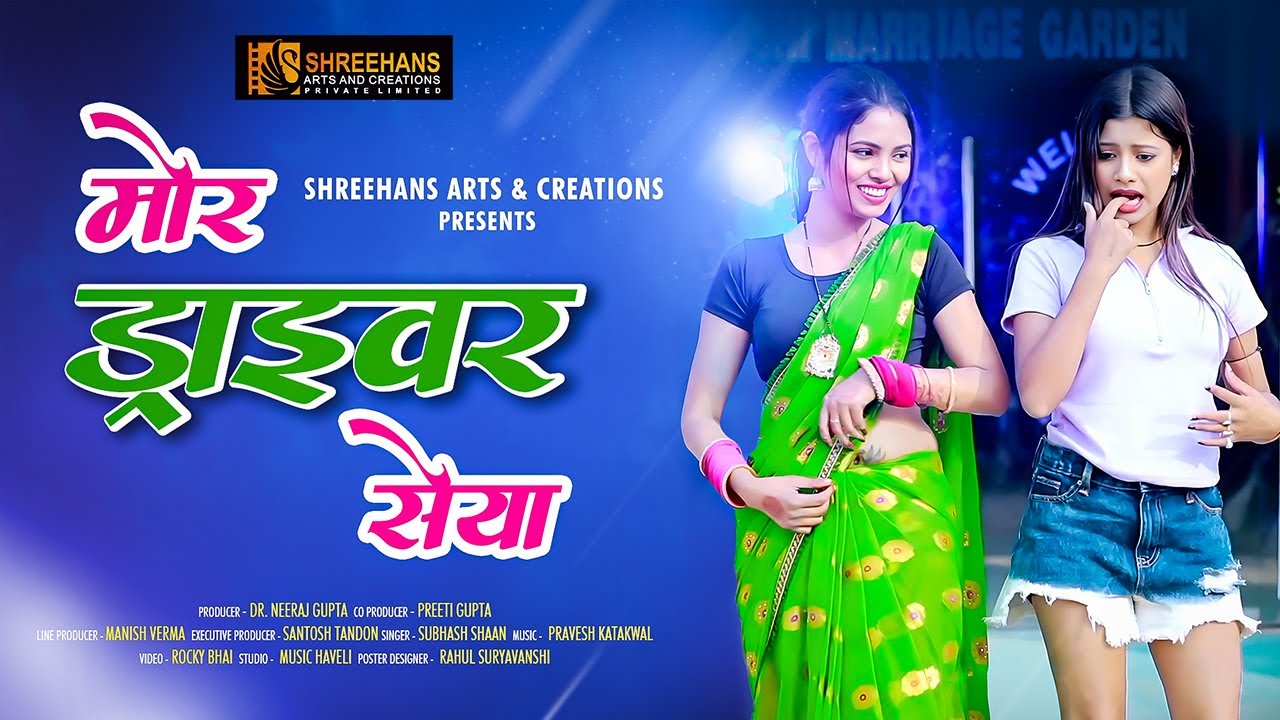 SHREEHANS
ARTS AND CREATIONS
PRIVATE LIMITED
मोर
SHREEHANS ARTS & CREATIONS
PRESENTS
ड्राइवर
सैया
MARRIAGE GARDEN
WEL
PRODUCER - DR. NEERAJ GUPTA CO PRODUCER - PREETI GUPTA
LINE PRODUCER - MANISH VERMA EXECUTIVE PRODUCER - SANTOSH TANDON SINGER - SUBHASH SHAAN MUSIC - PRAVESH KATAKWAL
VIDEO - ROCKY BHAI STUDIO - MUSIC HAVELI POSTER DESIGNER - RAHUL SURYAVANSHI